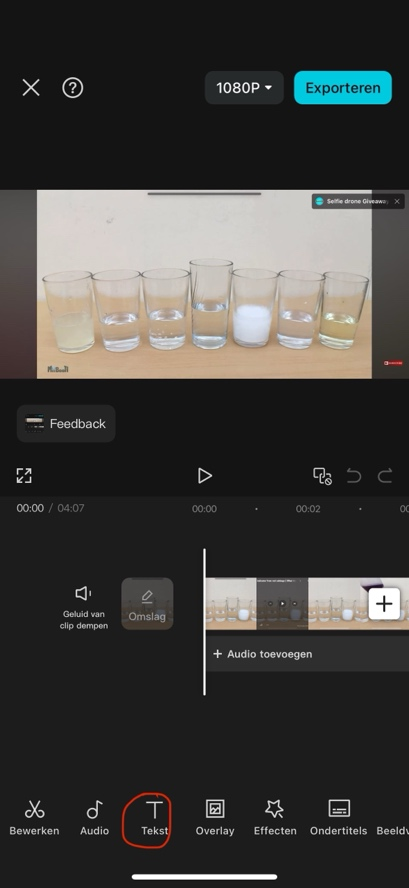 1080P
Exporteren
Selfie drone Giveaway
Feedback
00:00 / 04:07
00:00
00:02
Geluid van
clip dempen
Omslag
+ Audio toevoegen
Bewerken
Audio
Tekst
Overlay
Effecten
Ondertitels
Beeldv